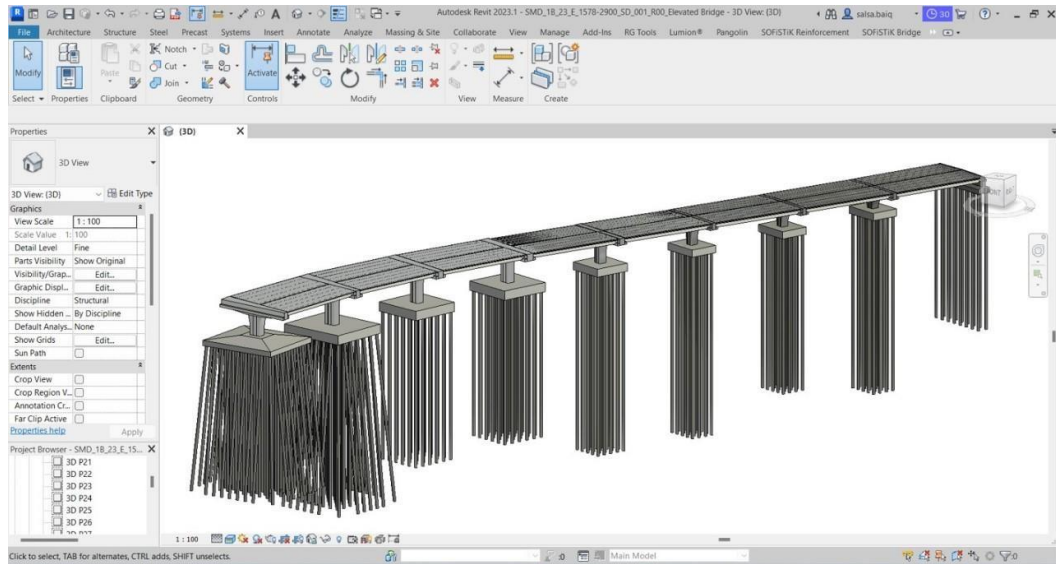 Autodesk Revit 2023.1 - SMD_1B_23_E_1578-2900_SD_001_R00_Elevated Bridge - 3D View: {3D}
salsa.baiq
30
File Architecture Structure Steel Precast Systems Insert Annotate Analyze Massing & Site Collaborate View Manage Add-Ins RG Tools Lumion® Pangolin SOFiSTiK Reinforcement SOFiSTiK Bridge
Modify
Paste
Notch
Cut
Join
Activate
Select Properties Clipboard Geometry Controls Modify View Measure Create
Properties
{3D}
3D View
3D View: {3D}
Edit Type
Graphics
View Scale 1 : 100
Scale Value 1: 100
Detail Level Fine
Parts Visibility Show Original
Visibility/Grap... Edit...
Graphic Displ... Edit...
Discipline Structural
Show Hidden ... By Discipline
Default Analys... None
Show Grids Edit...
Sun Path
Extents
Crop View
Crop Region V...
Annotation Cr...
Far Clip Active
Properties help
Apply
Project Browser - SMD_1B_23_E_15...
3D P21
3D P22
3D P23
3D P24
3D P25
3D P26
3D P27
1 : 100
Click to select, TAB for alternates, CTRL adds, SHIFT unselects.
:0
Main Model
:0